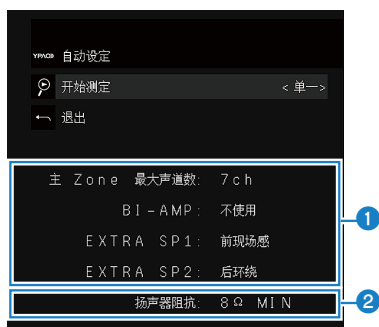 YPAO 自动设定
开始测定 <单一>
退出
主 Zone 最大声道数: 7ch
BI-AMP: 不使用
EXTRA SP1: 前现场感
EXTRA SP2: 后环绕
1
扬声器阻抗: 8Ω MIN
2